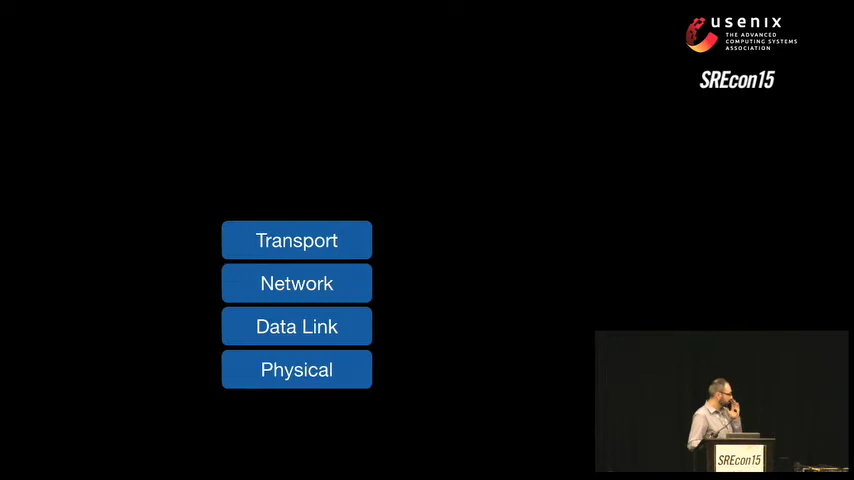 usenix
THE ADVANCED
COMPUTING SYSTEMS
ASSOCIATION
SREcon15
Transport
Network
Data Link
Physical
SREcon15